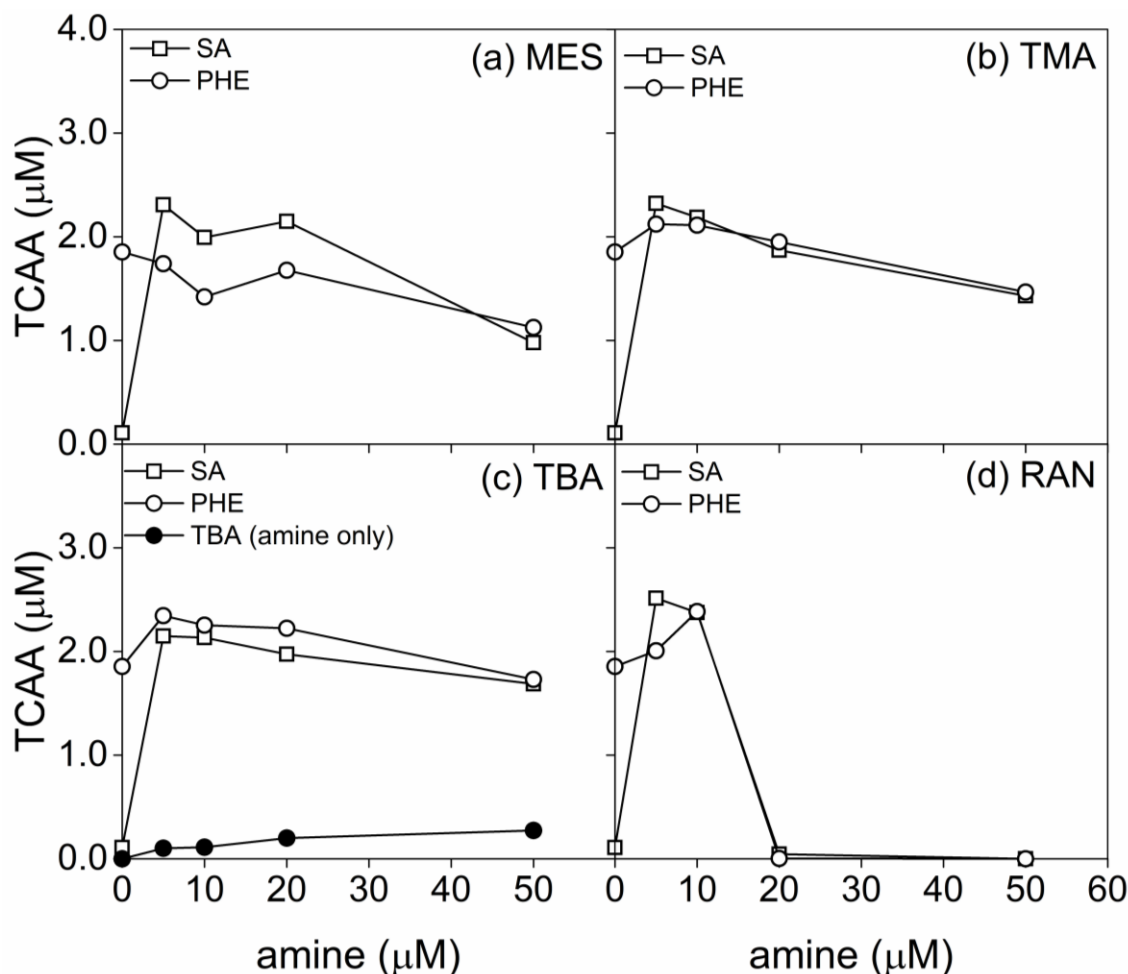 4.0
SA
PHE
(a) MES
SA
PHE
(b) TMA
3.0
2.0
1.0
0.0
TCAA (μM)
SA
PHE
TBA (amine only)
(c) TBA
SA
PHE
(d) RAN
3.0
2.0
1.0
0.0
TCAA (μM)
0 10 20 30 40 50
0 10 20 30 40 50 60
amine (μM)
amine (μM)